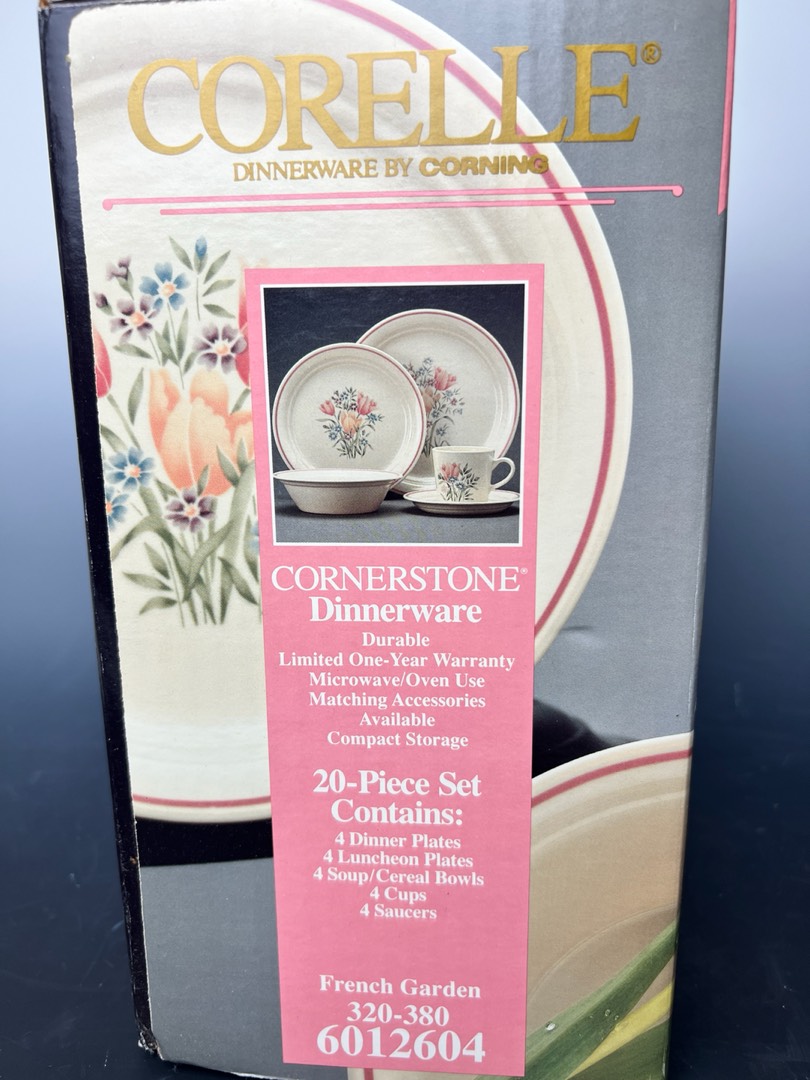 CORELLE®
DINNERWARE BY CORNING
CORNERSTONE®
Dinnerware
Durable
Limited One-Year Warranty
Microwave/Oven Use
Matching Accessories
Available
Compact Storage
20-Piece Set
Contains:
4 Dinner Plates
4 Luncheon Plates
4 Soup/Cereal Bowls
4 Cups
4 Saucers
French Garden
320-380
6012604